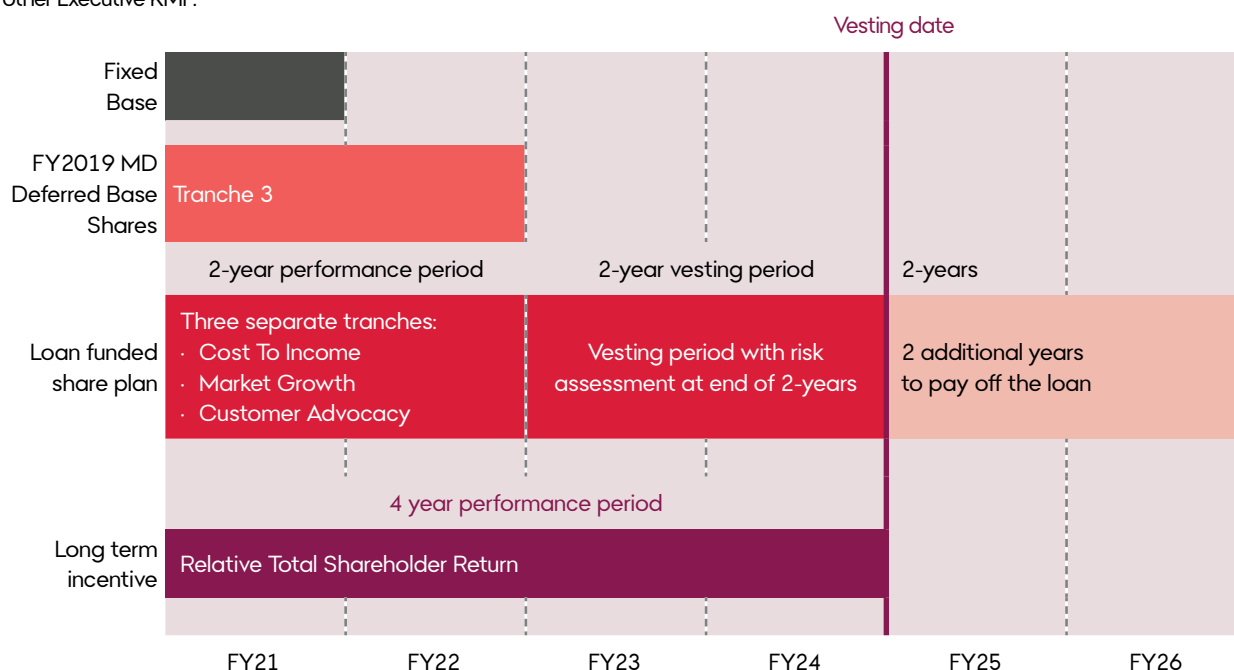 other Executive KMP.
Vesting date
Fixed
Base
FY2019 MD
Deferred Base
Shares
Tranche 3
2-year performance period
2-year vesting period
2-years
Loan funded
share plan
Three separate tranches:
· Cost To Income
· Market Growth
· Customer Advocacy
Vesting period with risk
assessment at end of 2-years
2 additional years
to pay off the loan
4 year performance period
Long term
incentive
Relative Total Shareholder Return
FY21
FY22
FY23
FY24
FY25
FY26